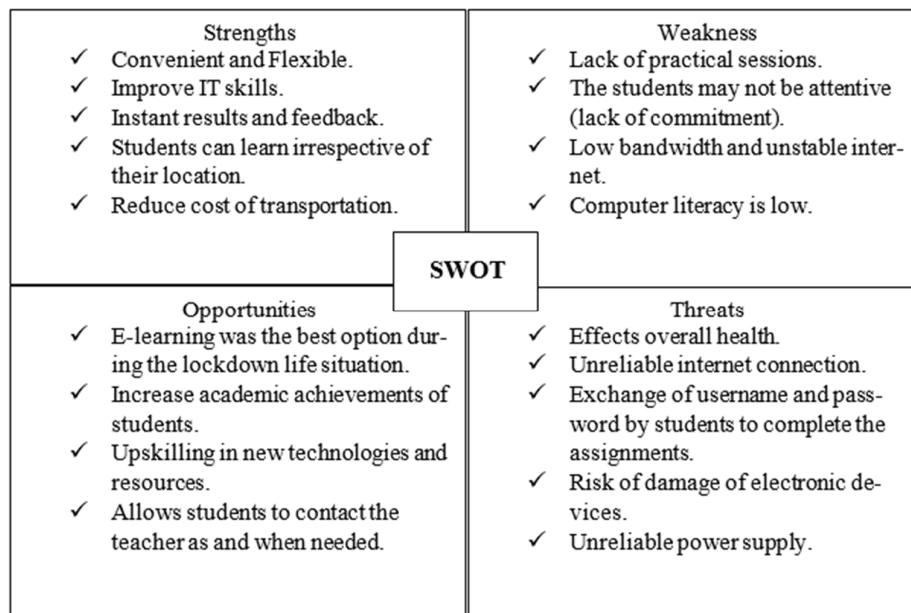 Strengths
✓ Convenient and Flexible.
✓ Improve IT skills.
✓ Instant results and feedback.
✓ Students can learn irrespective of
their location.
✓ Reduce cost of transportation.
Weakness
✓ Lack of practical sessions.
✓ The students may not be attentive
(lack of commitment).
✓ Low bandwidth and unstable inter-
net.
✓ Computer literacy is low.
SWOT
Opportunities
✓ E-learning was the best option dur-
ing the lockdown life situation.
✓ Increase academic achievements of
students.
✓ Upskilling in new technologies and
resources.
✓ Allows students to contact the
teacher as and when needed.
Threats
✓ Effects overall health.
✓ Unreliable internet connection.
✓ Exchange of username and pass-
word by students to complete the
assignments.
✓ Risk of damage of electronic de-
vices.
✓ Unreliable power supply.